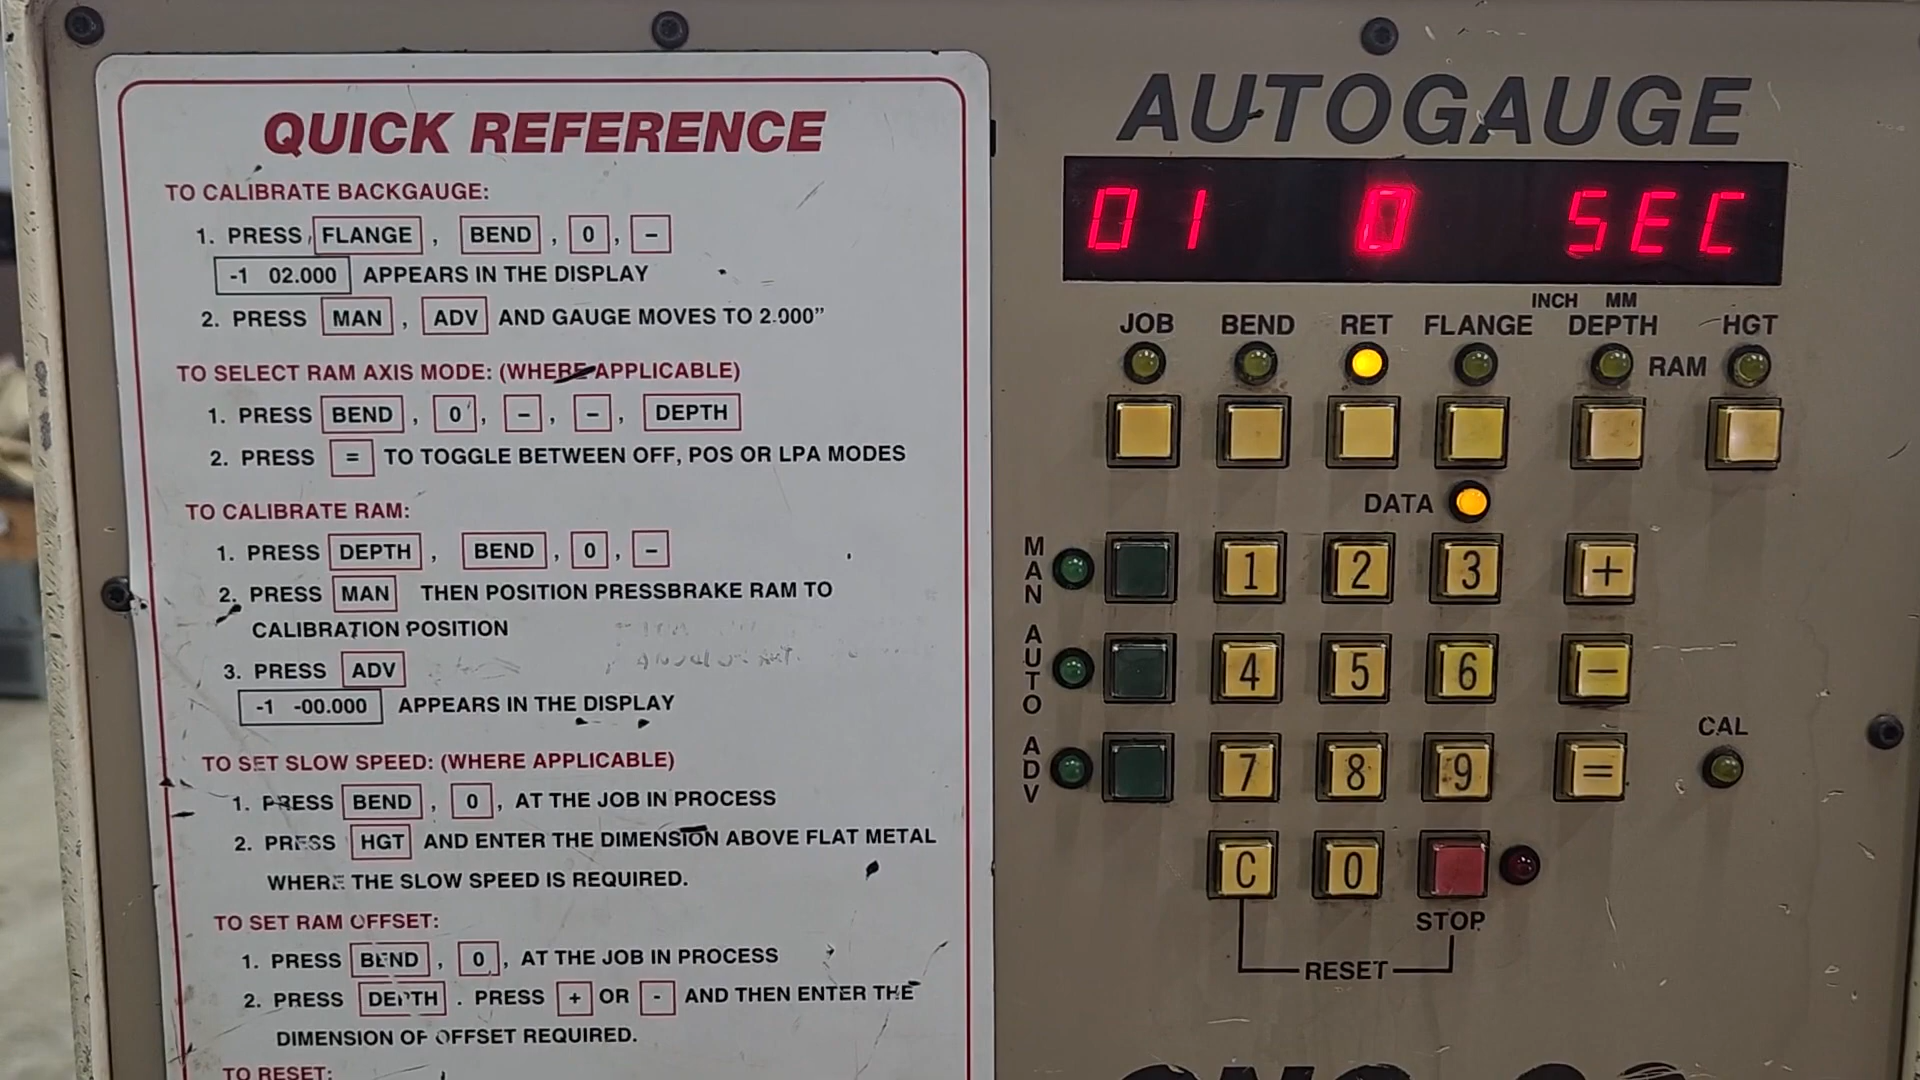 QUICK REFERENCE
TO CALIBRATE BACKGAUGE:
1. PRESS FLANGE , BEND , 0 , –
-1 02.000 APPEARS IN THE DISPLAY
2. PRESS MAN , ADV AND GAUGE MOVES TO 2.000”
TO SELECT RAM AXIS MODE: (WHERE APPLICABLE)
1. PRESS BEND , 0 , – , – , DEPTH
2. PRESS = TO TOGGLE BETWEEN OFF, POS OR LPA MODES
TO CALIBRATE RAM:
1. PRESS DEPTH , BEND , 0 , –
2. PRESS MAN THEN POSITION PRESSBRAKE RAM TO
CALIBRATION POSITION
3. PRESS ADV
-1 -00.000 APPEARS IN THE DISPLAY
TO SET SLOW SPEED: (WHERE APPLICABLE)
1. PRESS BEND , 0 , AT THE JOB IN PROCESS
2. PRESS HGT AND ENTER THE DIMENSION ABOVE FLAT METAL
WHERE THE SLOW SPEED IS REQUIRED.
TO SET RAM OFFSET:
1. PRESS BEND , 0 , AT THE JOB IN PROCESS
2. PRESS DEPTH . PRESS + OR - AND THEN ENTER THE
DIMENSION OF OFFSET REQUIRED.
TO RESET:
AUTOGAUGE
01 0 SEC
INCH MM
JOB BEND RET FLANGE DEPTH HGT
RAM
DATA
MAN 1 2 3 +
AUTO 4 5 6 –
ADV 7 8 9 =
CAL
C 0
STOP
RESET